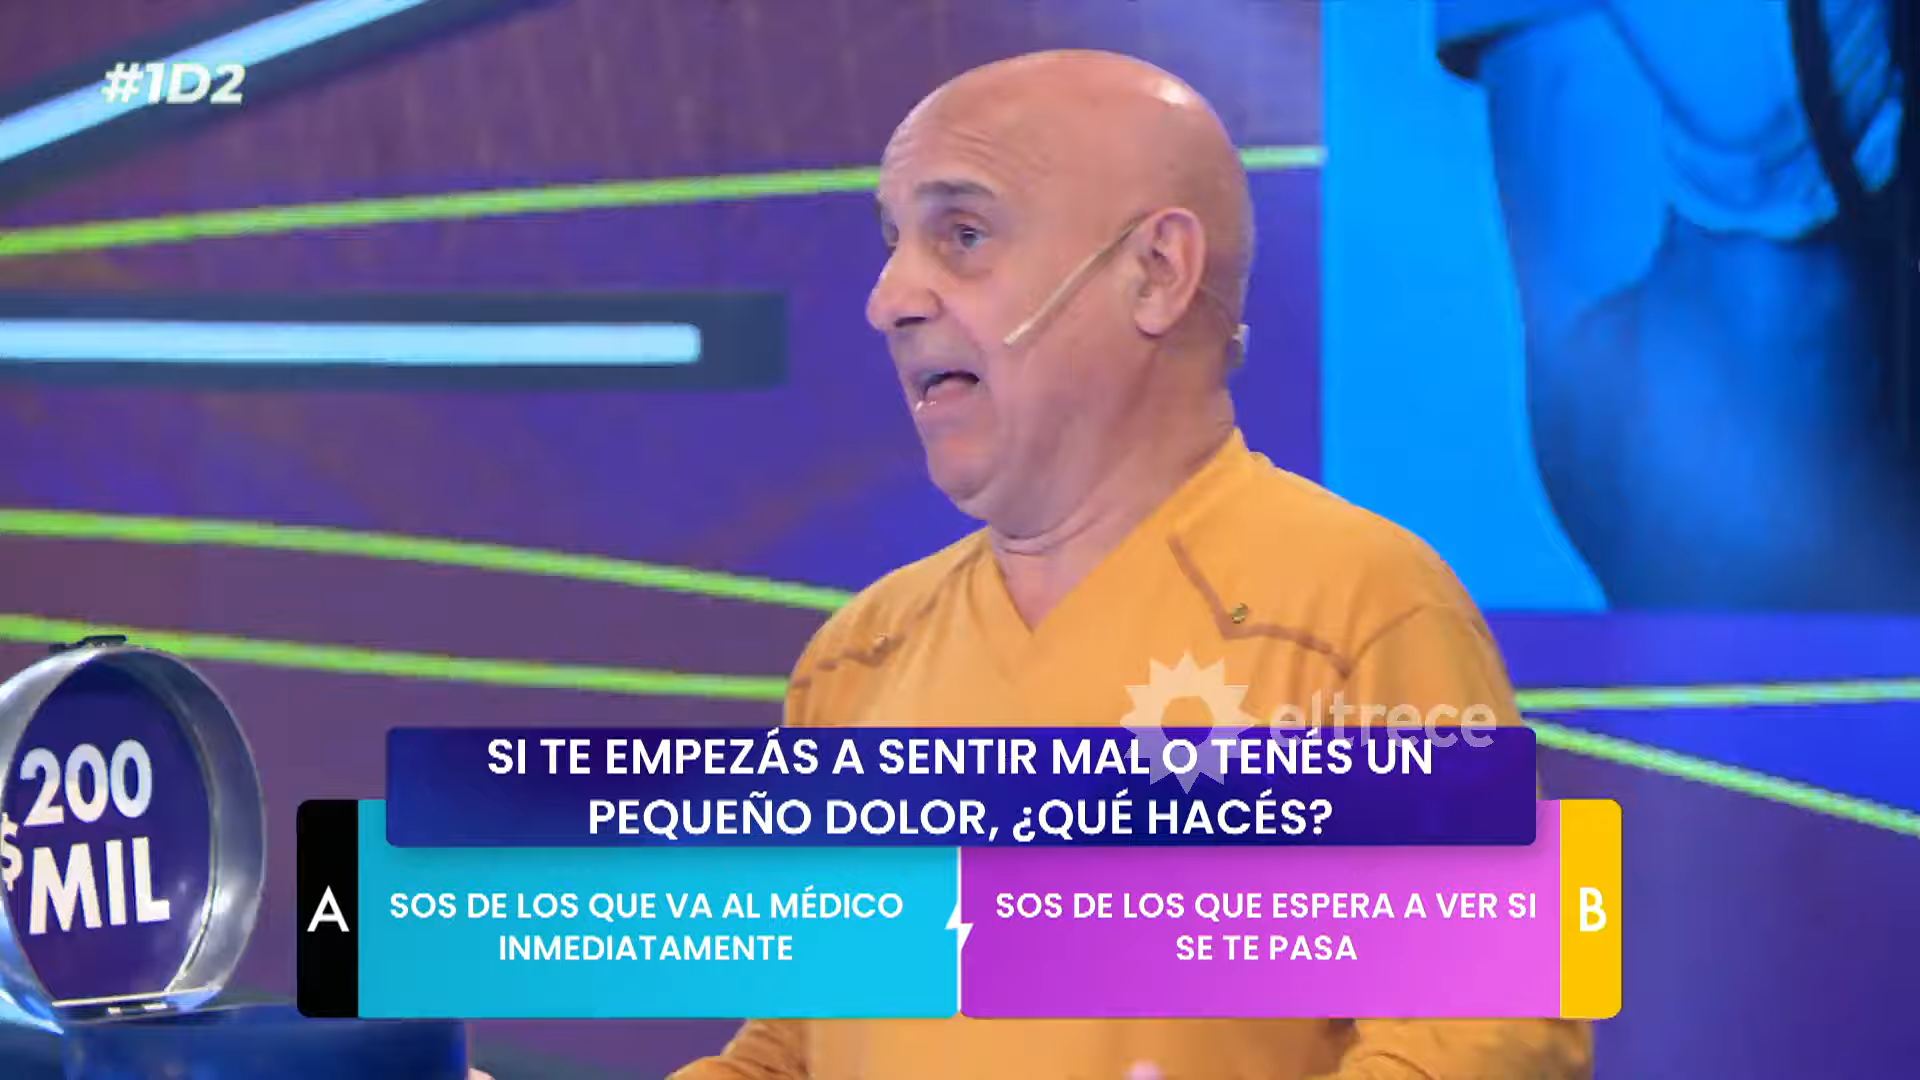 #1D2
eltrece
SI TE EMPEZÁS A SENTIR MAL O TENÉS UN
PEQUEÑO DOLOR, ¿QUÉ HACÉS?
200
$
MIL
A
SOS DE LOS QUE VA AL MÉDICO
INMEDIATAMENTE
SOS DE LOS QUE ESPERA A VER SI
SE TE PASA
B